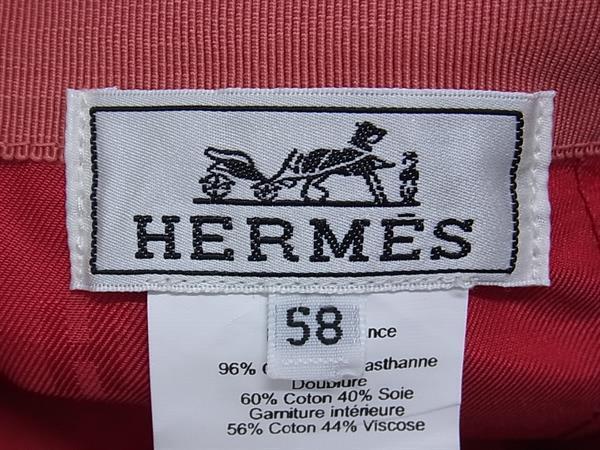 HERMÈS
58
96%
Doublure
60% Coton 40% Soie
Garniture intérieure
56% Coton 44% Viscose